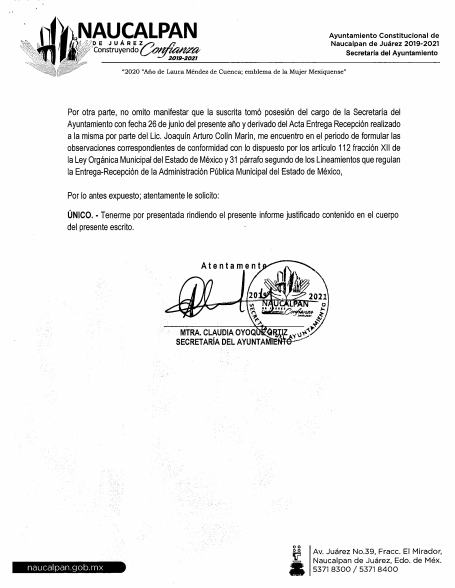 NAUCALPAN
DE JUÁREZ
Construyendo Confianza
2019-2021
Ayuntamiento Constitucional de
Naucalpan de Juárez 2019-2021
Secretaría del Ayuntamiento
"2020 "Año de Laura Méndez de Cuenca; emblema de la Mujer Mexiquense"
Por otra parte, no omito manifestar que la suscrita tomó posesión del cargo de la Secretaría del
Ayuntamiento con fecha 26 de junio del presente año y derivado del Acta Entrega Recepción realizado
a la misma por parte del Lic. Joaquín Arturo Colín Marín, me encuentro en el periodo de formular las
observaciones correspondientes de conformidad con lo dispuesto por los artículo 112 fracción XII de
la Ley Orgánica Municipal del Estado de México y 31 párrafo segundo de los Lineamientos que regulan
la Entrega-Recepción de la Administración Pública Municipal del Estado de México,
Por lo antes expuesto; atentamente le solicito:
ÚNICO. - Tenerme por presentada rindiendo el presente informe justificado contenido en el cuerpo
del presente escrito.
Atentamente
2019 2021
NAUCALPAN
DE JUÁREZ
Confianza
SECRETARÍA DEL AYUNTAMIENTO
MTRA. CLAUDIA OYOQUE ORTIZ
SECRETARÍA DEL AYUNTAMIENTO
naucalpan.gob.mx
Av. Juárez No.39, Fracc. El Mirador,
Naucalpan de Juárez, Edo. de Méx.
5371 8300 / 5371 8400